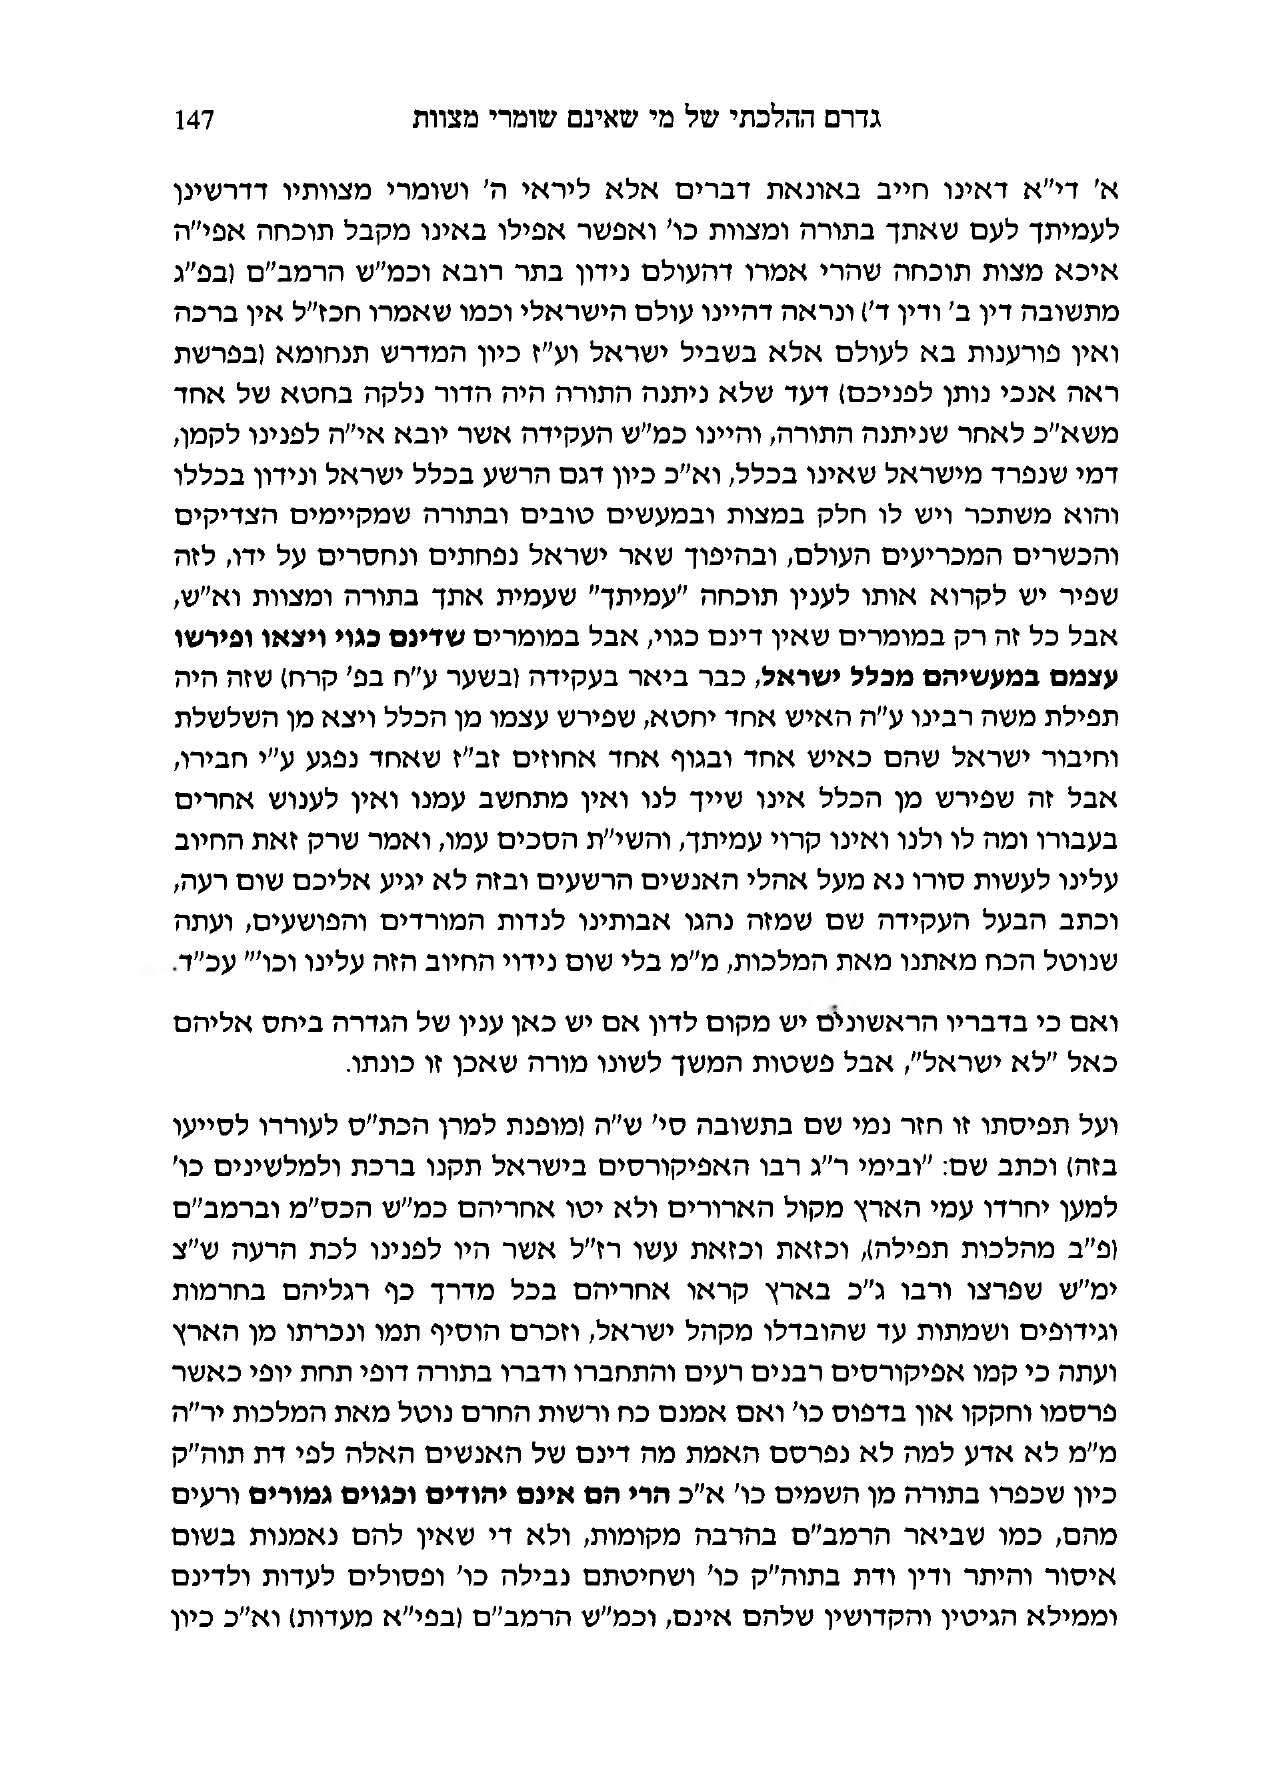 גדרם ההלכתי של מי שאינם שומרי מצוות 147
א' די"א דאינו חייב באונאת דברים אלא ליראי ה' ושומרי מצוותיו דדרשינן
לעמיתך לעם שאתך בתורה ומצוות כו' ואפשר אפילו באינו מקבל תוכחה אפי"ה
איכא מצות תוכחה שהרי אמרו דהעולם נידון בתר רובא וכמ"ש הרמב"ם (בפ"ג
מתשובה דין ב' ודין ד') ונראה דהיינו עולם הישראלי וכמו שאמרו חכז"ל אין ברכה
ואין פורענות בא לעולם אלא בשביל ישראל וע"ז כיון המדרש תנחומא (בפרשת
ראה אנכי נותן לפניכם) דעד שלא ניתנה התורה היה הדור נלקה בחטא של אחד
משא"כ לאחר שניתנה התורה, והיינו כמ"ש העקידה אשר יובא אי"ה לפנינו לקמן,
דמי שנפרד מישראל שאינו בכלל, וא"כ כיון דגם הרשע בכלל ישראל ונידון בכללו
והוא משתכר ויש לו חלק במצות ובמעשים טובים ובתורה שמקיימים הצדיקים
והכשרים המכריעים העולם, ובהיפוך שאר ישראל נפחתים ונחסרים על ידו, לזה
שפיר יש לקרוא אותו לענין תוכחה "עמיתך" שעמית אתך בתורה ומצוות וא"ש,
אבל כל זה רק במומרים שאין דינם כגוי, אבל במומרים שדינם כגוי ויצאו ופירשו
עצמם במעשיהם מכלל ישראל, כבר ביאר בעקידה (בשער ע"ח בפ' קרח) שזה היה
תפילת משה רבינו ע"ה האיש אחד יחטא, שפירש עצמו מן הכלל ויצא מן השלשלת
וחיבור ישראל שהם כאיש אחד ובגוף אחד אחוזים זב"ז שאחד נפגע ע"י חבירו,
אבל זה שפירש מן הכלל אינו שייך לנו ואין מתחשב עמנו ואין לענוש אחרים
בעבורו ומה לו ולנו ואינו קרוי עמיתך, והשי"ת הסכים עמו, ואמר שרק זאת החיוב
עלינו לעשות סורו נא מעל אהלי האנשים הרשעים ובזה לא יגיע אליכם שום רעה,
וכתב הבעל העקידה שם שמזה נהגו אבותינו לנדות המורדים והפושעים, ועתה
שנוטל הכח מאתנו מאת המלכות, מ"מ בלי שום נידוי החיוב הזה עלינו וכו'" עכ"ד.
ואם כי בדבריו הראשונים יש מקום לדון אם יש כאן ענין של הגדרה ביחס אליהם
כאל "לא ישראל", אבל פשטות המשך לשונו מורה שאכן זו כונתו.
ועל תפיסתו זו חזר נמי שם בתשובה סי' ש"ה (מופנת למרן הכת"ס לעוררו לסייעו
בזה) וכתב שם: "ובימי ר"ג רבו האפיקורסים בישראל תקנו ברכת ולמלשינים כו'
למען יחרדו עמי הארץ מקול הארורים ולא יטו אחריהם כמ"ש הכס"מ וברמב"ם
(פ"ב מהלכות תפילה), וכזאת וכזאת עשו רז"ל אשר היו לפנינו לכת הרעה ש"צ
ימ"ש שפרצו ורבו ג"כ בארץ קראו אחריהם בכל מדרך כף רגליהם בחרמות
וגידופים ושמתות עד שהובדלו מקהל ישראל, וזכרם הוסיף תמו ונכרתו מן הארץ
ועתה כי קמו אפיקורסים רבנים רעים והתחברו ודברו בתורה דופי תחת יופי כאשר
פרסמו וחקקו און בדפוס כו' ואם אמנם כח ורשות החרם נוטל מאת המלכות יר"ה
מ"מ לא אדע למה לא נפרסם האמת מה דינם של האנשים האלה לפי דת תוה"ק
כיון שכפרו בתורה מן השמים כו' א"כ הרי הם אינם יהודים וכגוים גמורים ורעים
מהם, כמו שביאר הרמב"ם בהרבה מקומות, ולא די שאין להם נאמנות בשום
איסור והיתר ודין ודת בתוה"ק כו' ושחיטתם נבילה כו' ופסולים לעדות ולדינם
וממילא הגיטין והקדושין שלהם אינם, וכמ"ש הרמב"ם (בפי"א מעדות) וא"כ כיון